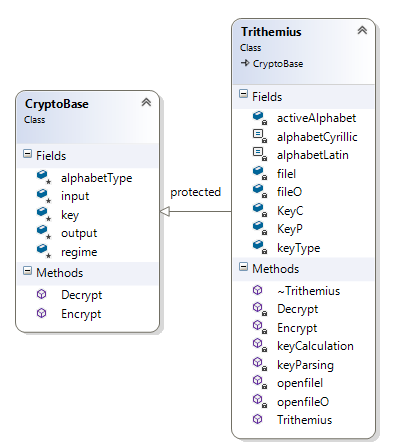 CryptoBase
Class
Fields
alphabetType
input
key
output
regime
Methods
Decrypt
Encrypt
protected
Trithemius
Class
CryptoBase
Fields
activeAlphabet
alphabetCyrillic
alphabetLatin
fileI
fileO
KeyC
KeyP
keyType
Methods
~Trithemius
Decrypt
Encrypt
keyCalculation
keyParsing
openfileI
openfileO
Trithemius